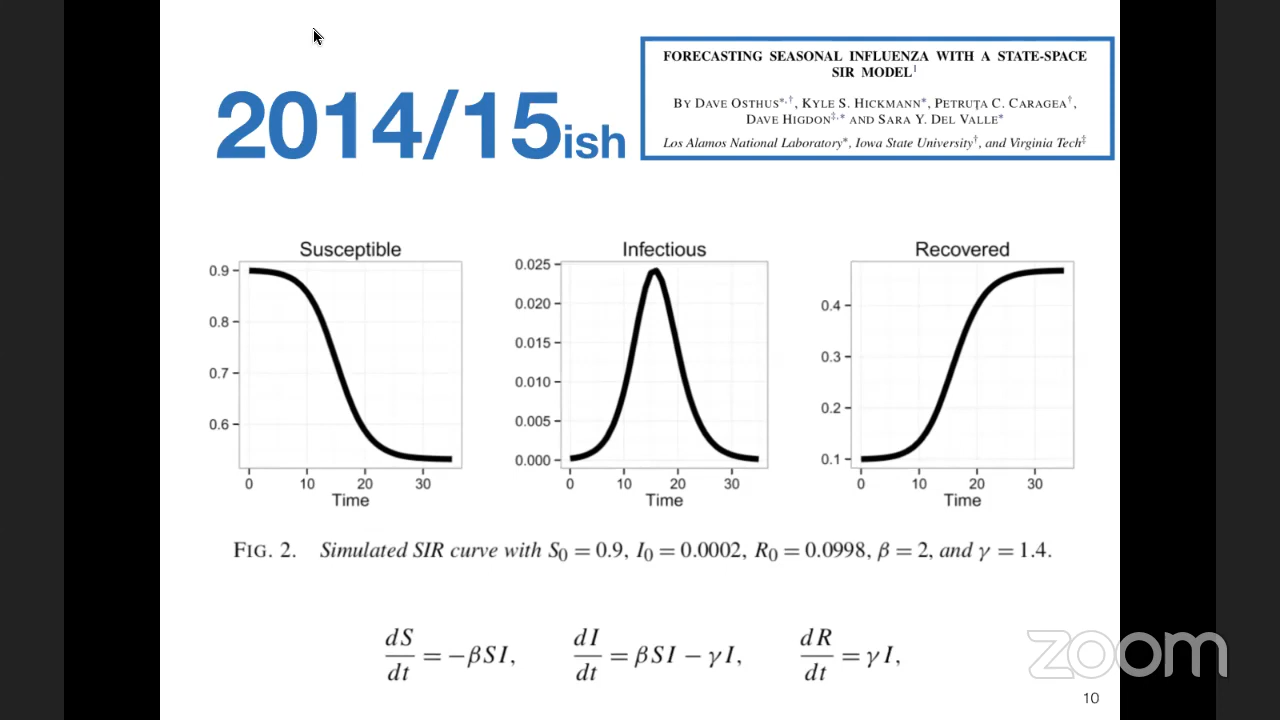 2014/15ish
FORECASTING SEASONAL INFLUENZA WITH A STATE-SPACE
SIR MODEL¹
BY DAVE OSTHUS*,†, KYLE S. HICKMANN*, PETRUŢA C. CARAGEA†,
DAVE HIGDON‡,* AND SARA Y. DEL VALLE*
Los Alamos National Laboratory*, Iowa State University†, and Virginia Tech‡
Susceptible
0.9
0.8
0.7
0.6
0 10 20 30
Time
Infectious
0.025
0.020
0.015
0.010
0.005
0.000
0 10 20 30
Time
Recovered
0.4
0.3
0.2
0.1
0 10 20 30
Time
FIG. 2. Simulated SIR curve with S₀ = 0.9, I₀ = 0.0002, R₀ = 0.0998, β = 2, and γ = 1.4.
dS/dt = −βSI, dI/dt = βSI − γI, dR/dt = γI,
zoom
10